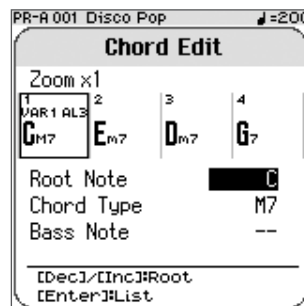 PR-A 001 Disco Pop ♩=200
Chord Edit
Zoom x1
1 2 3 4
VAR1 AL3
CM7 Em7 Dm7 G7
Root Note C
Chord Type M7
Bass Note --
[Dec]/[Inc]:Root
[Enter]:List